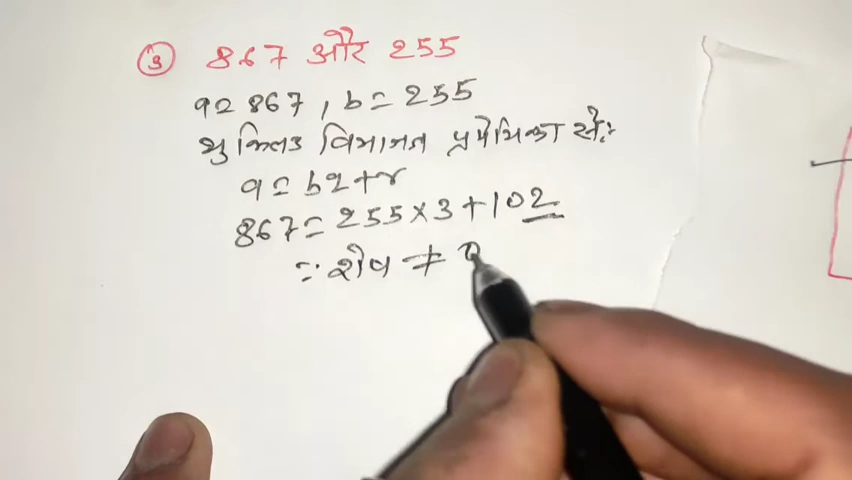 ③ 867 और 255
a = 867, b = 255
युक्लिड विभाजन प्रमेयिका से:
a = bq + r
867 = 255 × 3 + 102
∵ शेष ≠ 0